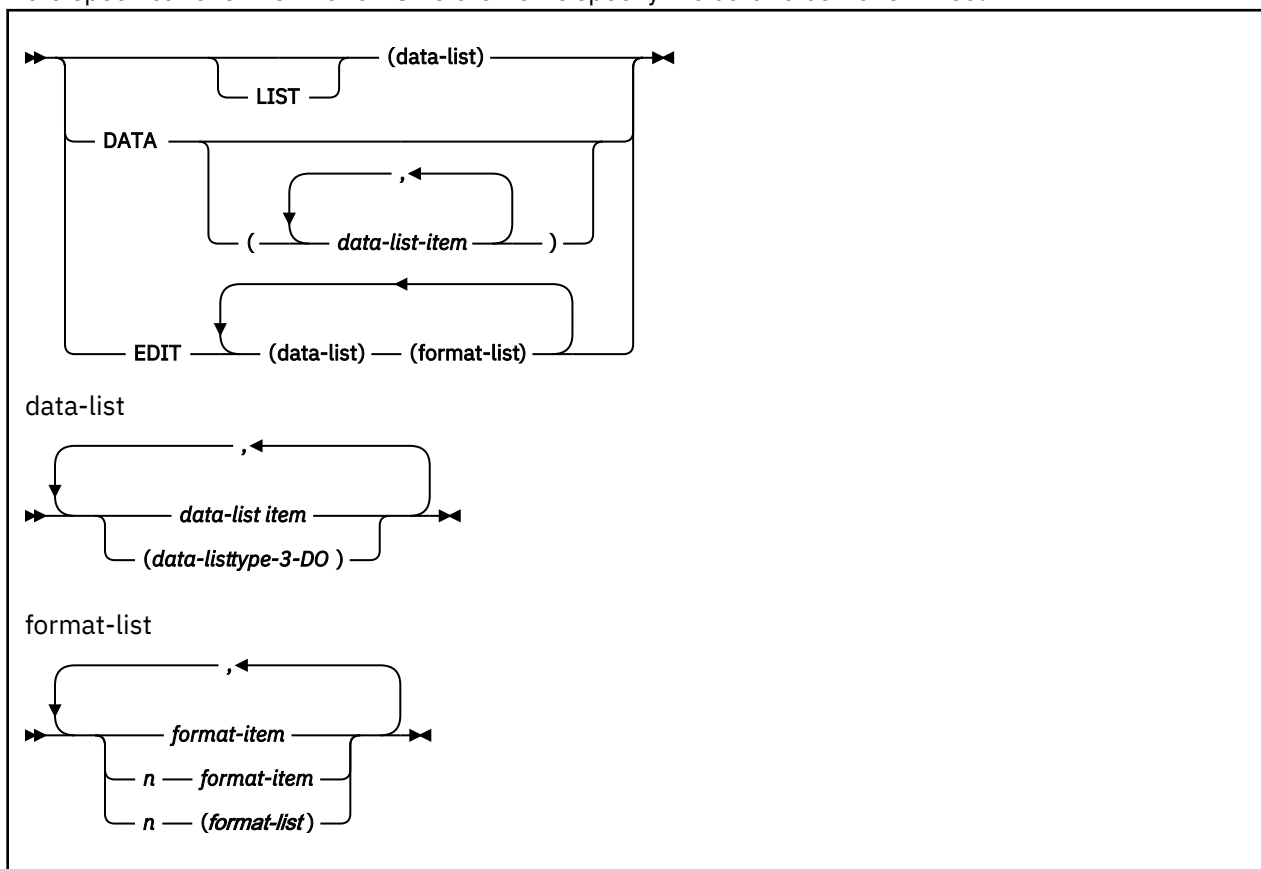 (data-list)
LIST
DATA
,
( data-list-item )
EDIT (data-list) (format-list)
data-list
,
data-list item
(data-listtype-3-DO )
format-list
,
format-item
n format-item
n (format-list)